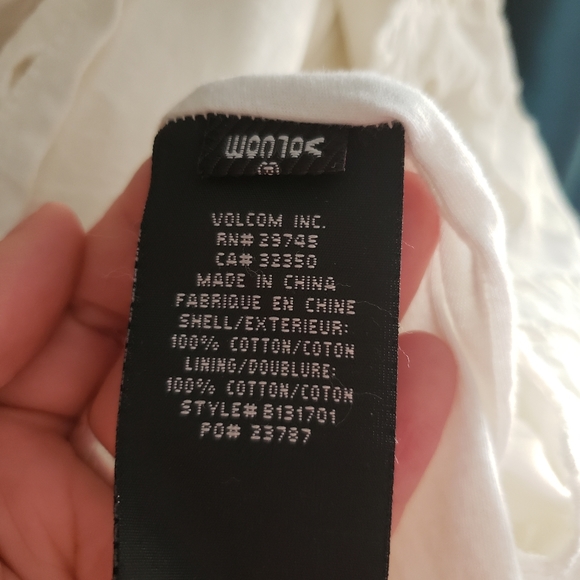 VOLCOM
VOLCOM INC.
RN# 29745
CA# 32350
MADE IN CHINA
FABRIQUE EN CHINE
SHELL/EXTERIEUR:
100% COTTON/COTON
LINING/DOUBLURE:
100% COTTON/COTON
STYLE# B131701
PO# 23787